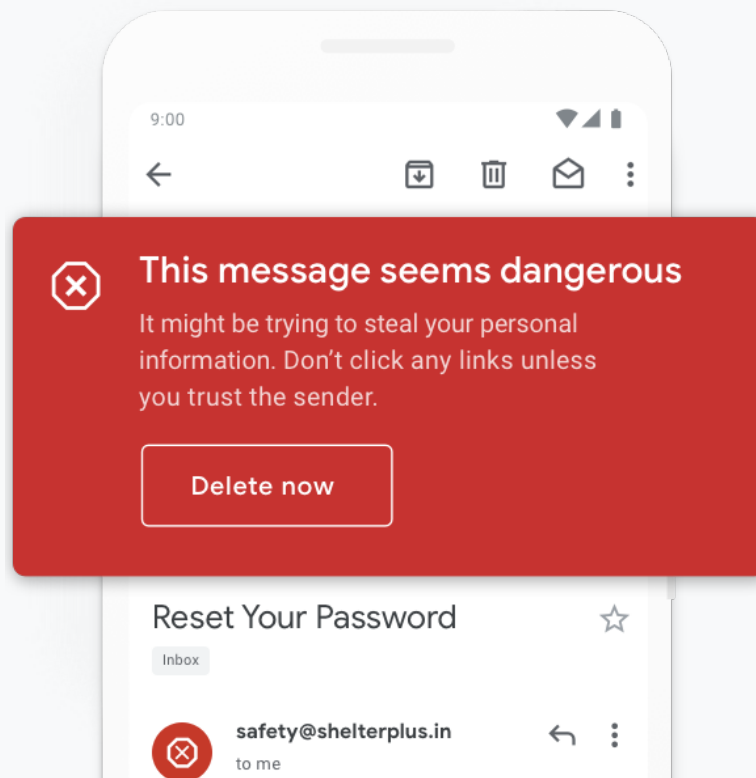 9:00
This message seems dangerous
It might be trying to steal your personal
information. Don’t click any links unless
you trust the sender.
Delete now
Reset Your Password
Inbox
safety@shelterplus.in
to me